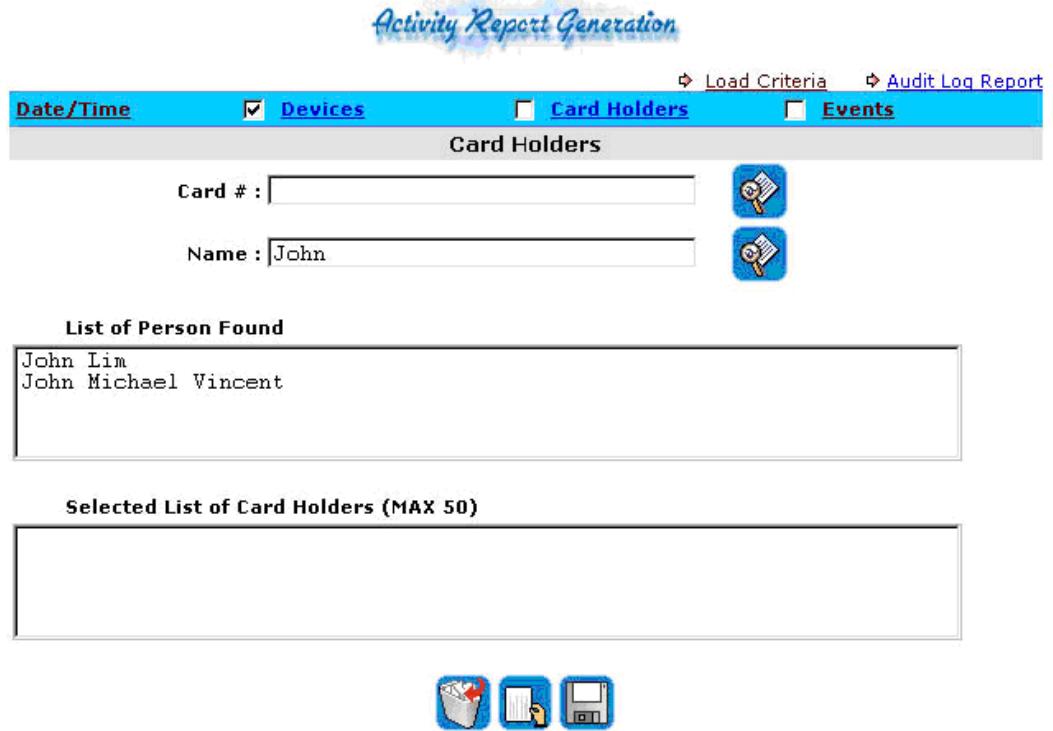 Activity Report Generation
Load Criteria Audit Log Report
Date/Time Devices Card Holders Events
Card Holders
Card # :
Name : John
List of Person Found
John Lim
John Michael Vincent
Selected List of Card Holders (MAX 50)